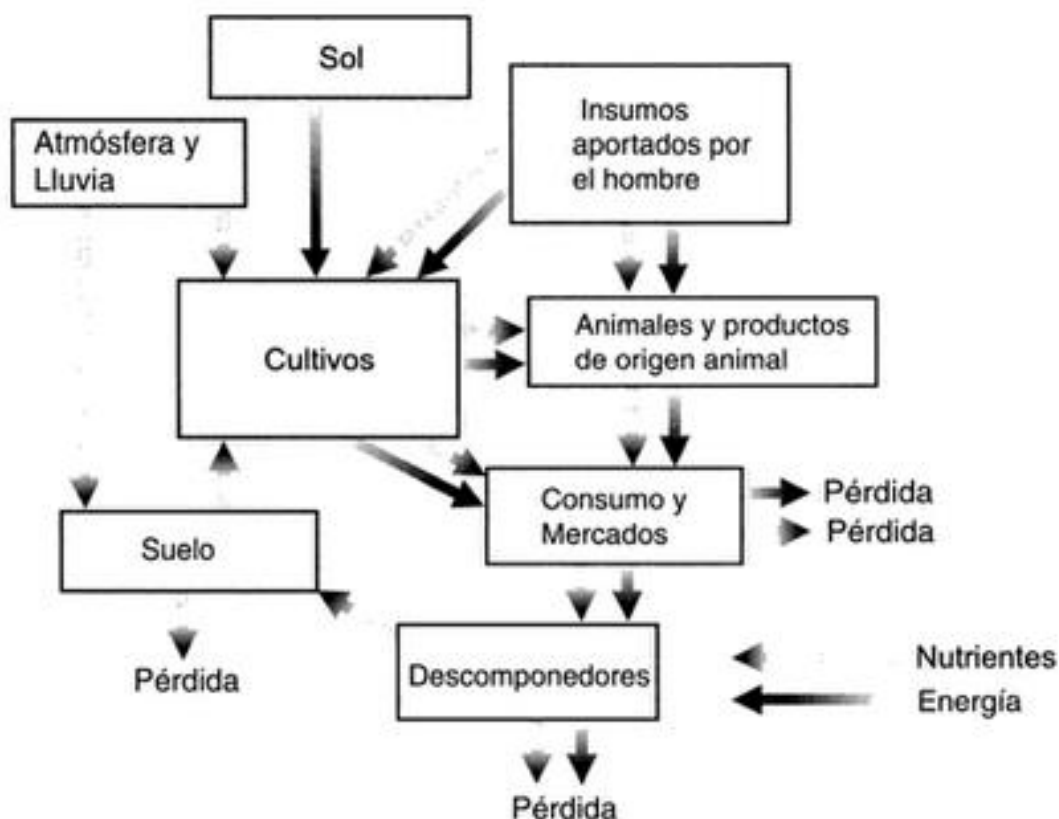 Sol
Insumos
aportados por
el hombre
Atmósfera y
Lluvia
Cultivos
Animales y productos
de origen animal
Consumo y
Mercados
Pérdida
Pérdida
Suelo
Pérdida
Descomponedores
Nutrientes
Energía
Pérdida